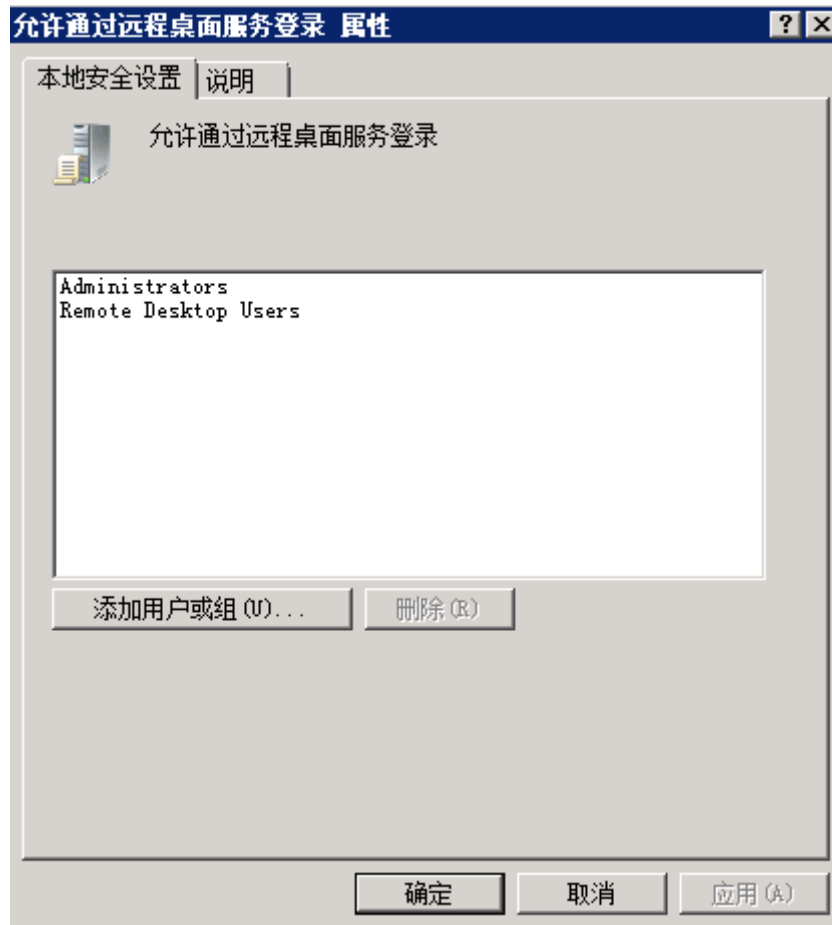 允许通过远程桌面服务登录 属性
本地安全设置 说明
允许通过远程桌面服务登录
Administrators
Remote Desktop Users
添加用户或组(U)... 删除(R)
确定 取消 应用(A)